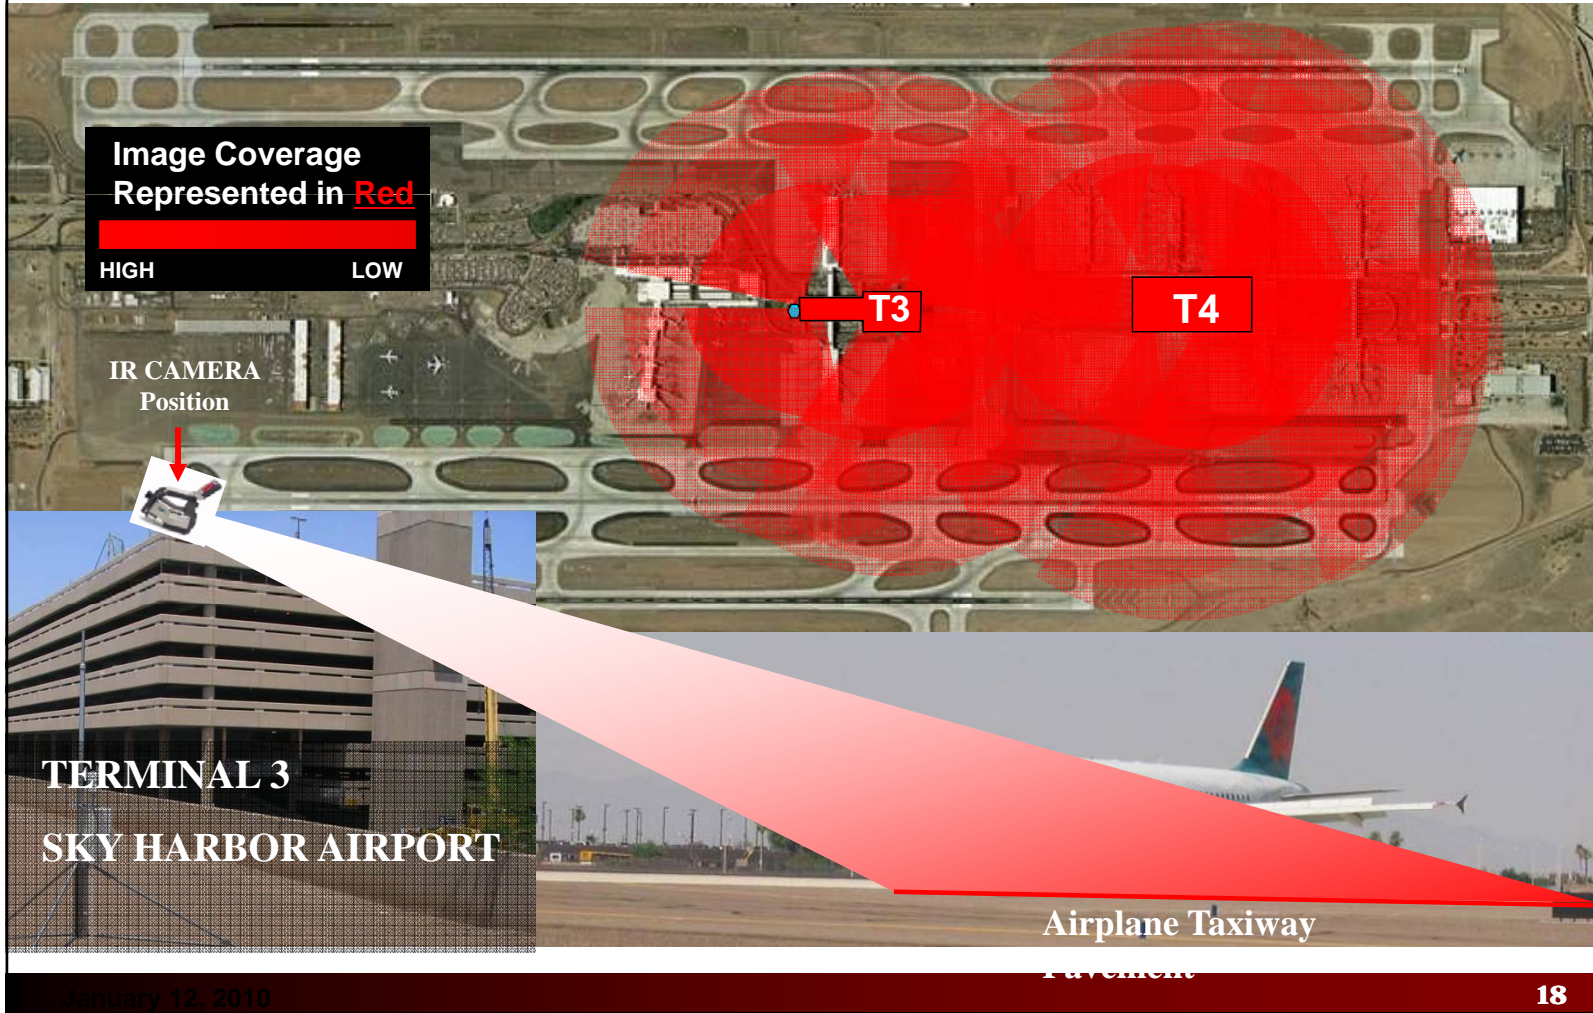 Image Coverage
Represented in Red
HIGH LOW
T3
T4
IR CAMERA
Position
TERMINAL 3
SKY HARBOR AIRPORT
Airplane Taxiway
Pavement
January 12, 2010
18